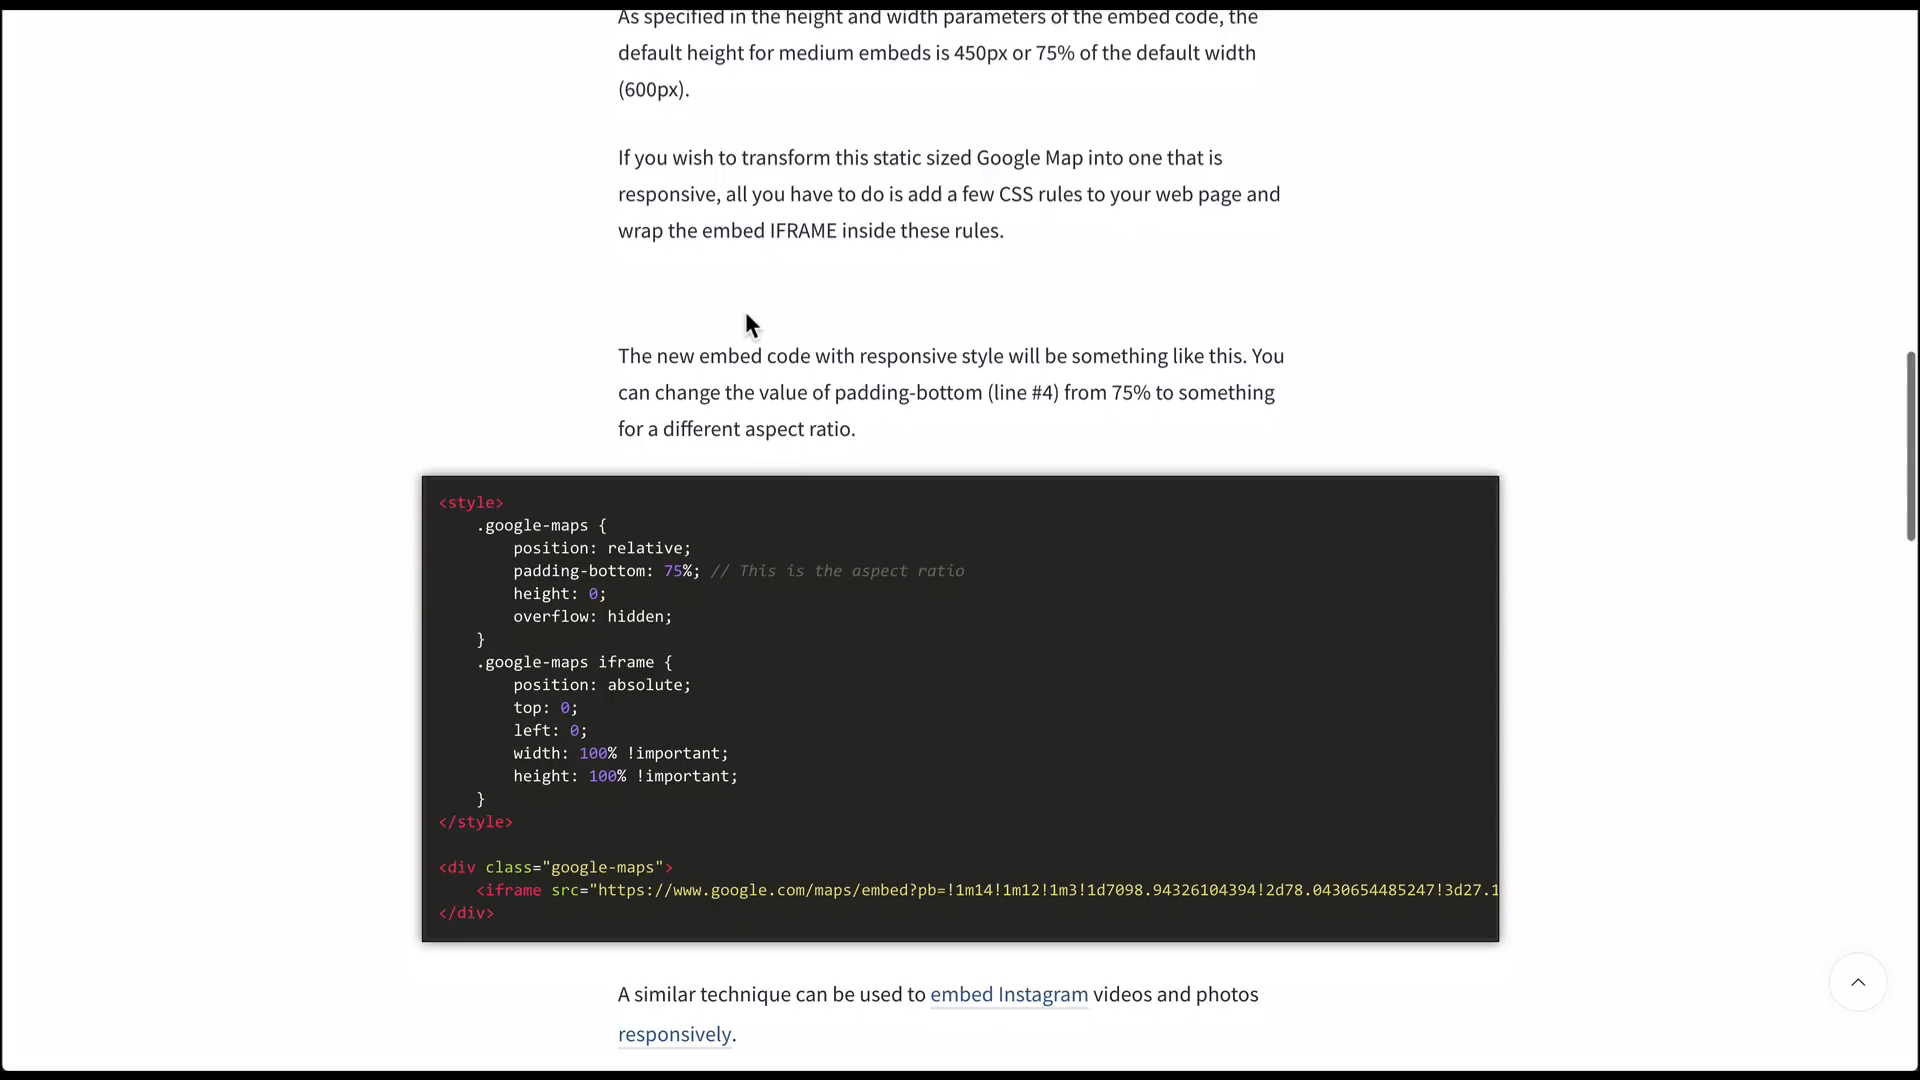 As specified in the height and width parameters of the embed code, the
default height for medium embeds is 450px or 75% of the default width
(600px).
If you wish to transform this static sized Google Map into one that is
responsive, all you have to do is add a few CSS rules to your web page and
wrap the embed IFRAME inside these rules.
The new embed code with responsive style will be something like this. You
can change the value of padding-bottom (line #4) from 75% to something
for a different aspect ratio.
<style>
    .google-maps {
        position: relative;
        padding-bottom: 75%; // This is the aspect ratio
        height: 0;
        overflow: hidden;
    }
    .google-maps iframe {
        position: absolute;
        top: 0;
        left: 0;
        width: 100% !important;
        height: 100% !important;
    }
</style>
<div class="google-maps">
    <iframe src="https://www.google.com/maps/embed?pb=!1m14!1m12!1m3!1d7098.94326104394!2d78.0430654485247!3d27.1
</div>
A similar technique can be used to embed Instagram videos and photos
responsively.